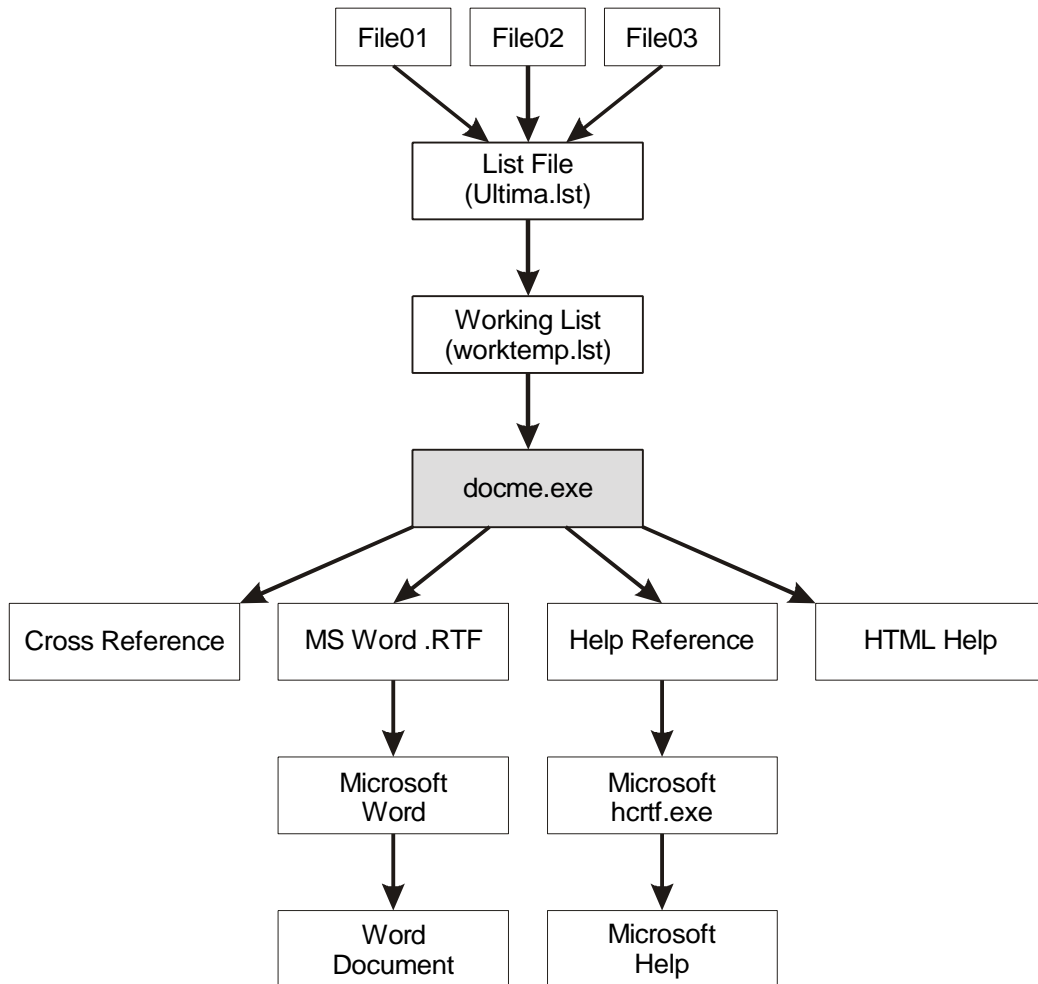 File01
File02
File03
List File
(Ultima.lst)
Working List
(worktemp.lst)
docme.exe
Cross Reference
MS Word .RTF
Help Reference
HTML Help
Microsoft
Word
Microsoft
hcrtf.exe
Word
Document
Microsoft
Help